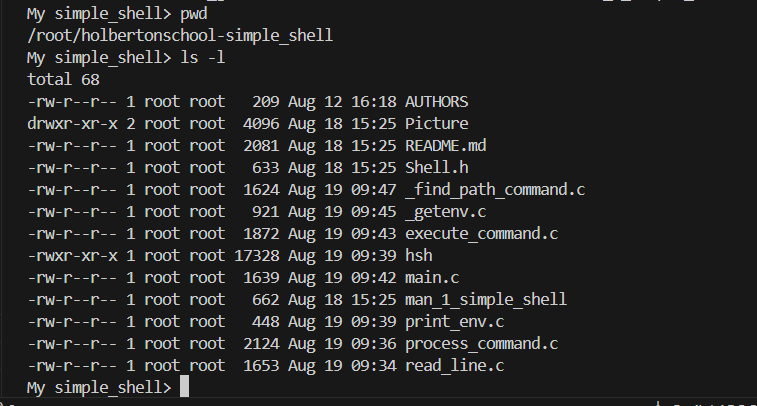 My simple_shell> pwd
/root/holbertonschool-simple_shell
My simple_shell> ls -l
total 68
-rw-r--r-- 1 root root   209 Aug 12 16:18 AUTHORS
drwxr-xr-x 2 root root  4096 Aug 18 15:25 Picture
-rw-r--r-- 1 root root  2081 Aug 18 15:25 README.md
-rw-r--r-- 1 root root   633 Aug 18 15:25 Shell.h
-rw-r--r-- 1 root root  1624 Aug 19 09:47 _find_path_command.c
-rw-r--r-- 1 root root   921 Aug 19 09:45 _getenv.c
-rw-r--r-- 1 root root  1872 Aug 19 09:43 execute_command.c
-rwxr-xr-x 1 root root 17328 Aug 19 09:39 hsh
-rw-r--r-- 1 root root  1639 Aug 19 09:42 main.c
-rw-r--r-- 1 root root   662 Aug 18 15:25 man_1_simple_shell
-rw-r--r-- 1 root root   448 Aug 19 09:39 print_env.c
-rw-r--r-- 1 root root  2124 Aug 19 09:36 process_command.c
-rw-r--r-- 1 root root  1653 Aug 19 09:34 read_line.c
My simple_shell>